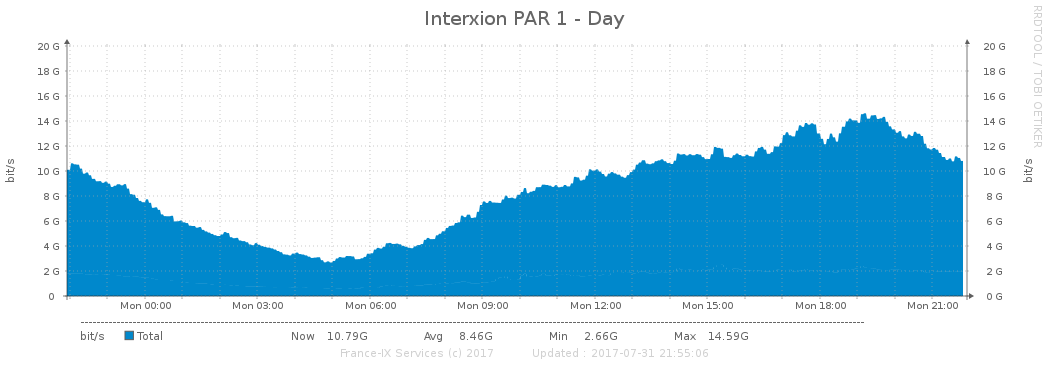 Interxion PAR 1 - Day
RRDTOOL / TOBI OETIKER
20 G 20 G
18 G 18 G
16 G 16 G
14 G 14 G
12 G 12 G
10 G 10 G
8 G 8 G
6 G 6 G
4 G 4 G
2 G 2 G
0 0 G
bit/s
bit/s
Mon 00:00 Mon 03:00 Mon 06:00 Mon 09:00 Mon 12:00 Mon 15:00 Mon 18:00 Mon 21:00
bit/s Total Now 10.79G Avg 8.46G Min 2.66G Max 14.59G
France-IX Services (c) 2017 Updated : 2017-07-31 21:55:06